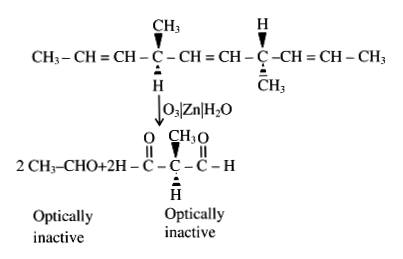 CH₃ H
CH₃ – CH = CH – C – CH = CH – C – CH = CH – CH₃
H CH₃
O₃|Zn|H₂O
O CH₃ O
2 CH₃–CHO+2H – C – C – C – H
H
Optically inactive
Optically inactive